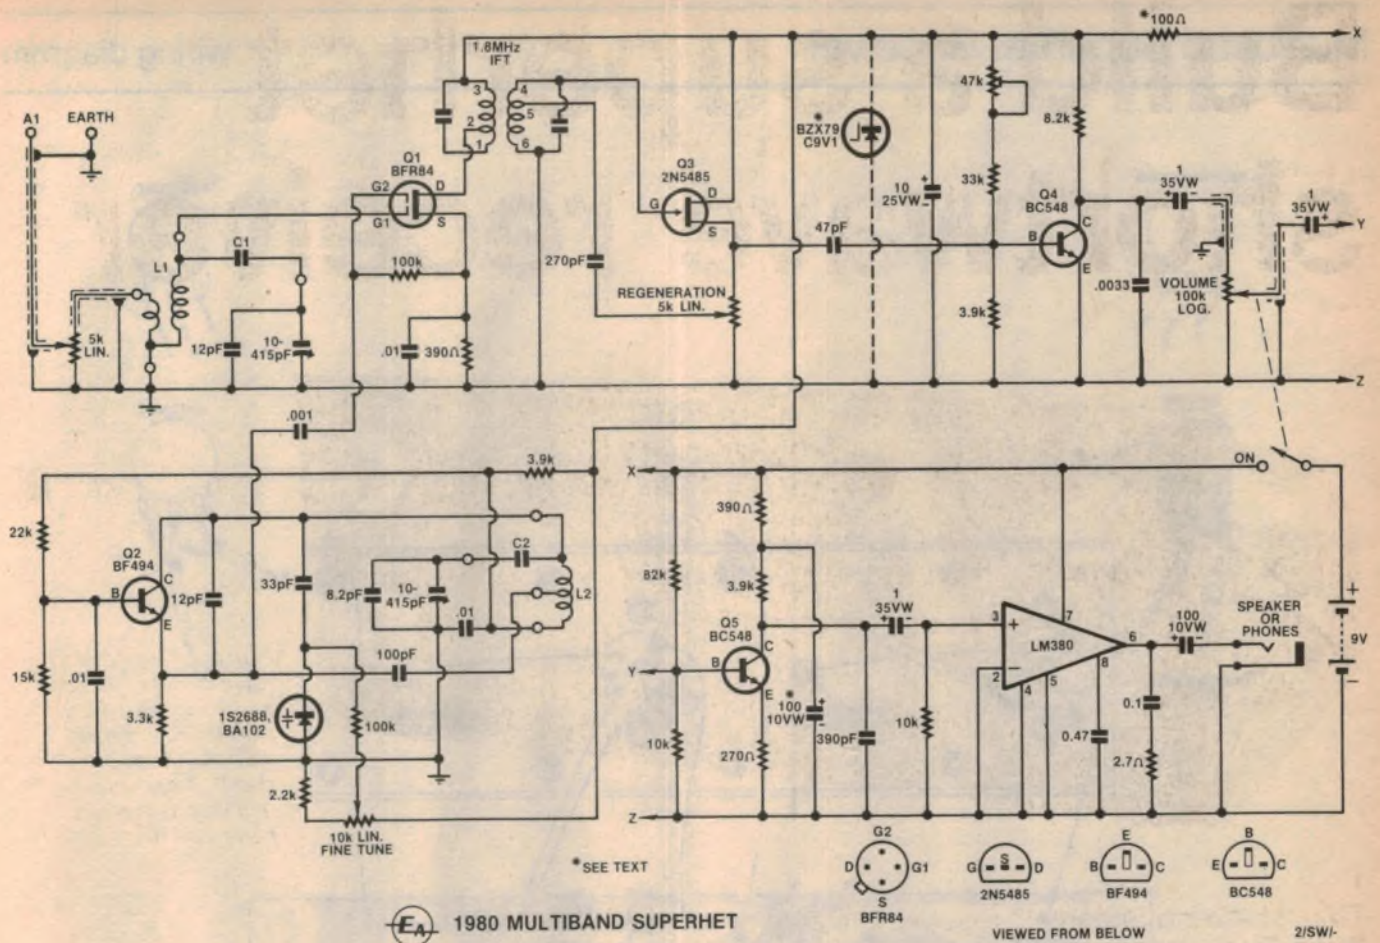 *100Ω
X
1.8MHz
IFT
A1
EARTH
3
4
2
5
1
6
47k
8.2k
*
BZX79
C9V1
Q1
BFR84
G2
D
G1
S
Q3
2N5485
D
G
S
10
25VW
+
-
33k
Q4
BC548
B
C
E
1
35VW
+ -
1
35VW
- +
Y
C1
L1
100k
270pF
47pF
REGENERATION
5k LIN.
.0033
VOLUME
100k
LOG.
5k
LIN.
12pF
10-
415pF
.01
390Ω
3.9k
Z
.001
3.9k
X
ON
22k
Q2
BF494
B
C
E
12pF
33pF
8.2pF
10-
415pF
C2
L2
.01
100pF
15k
.01
3.3k
1S2688,
BA102
100k
2.2k
10k LIN.
FINE TUNE
390Ω
82k
3.9k
Q5
BC548
B
C
E
Y
1
35VW
+ -
*
100
10VW
+
-
390pF
10k
10k
270Ω
Z
3
+
2
-
LM380
7
6
8
4
5
100
10VW
+ -
SPEAKER
OR
PHONES
+
9V
-
0.1
0.47
2.7Ω
*SEE TEXT
G2
D
G1
S
BFR84
G
S
D
2N5485
E
B
C
BF494
B
E
C
BC548
EA
1980 MULTIBAND SUPERHET
VIEWED FROM BELOW
2/SW/-